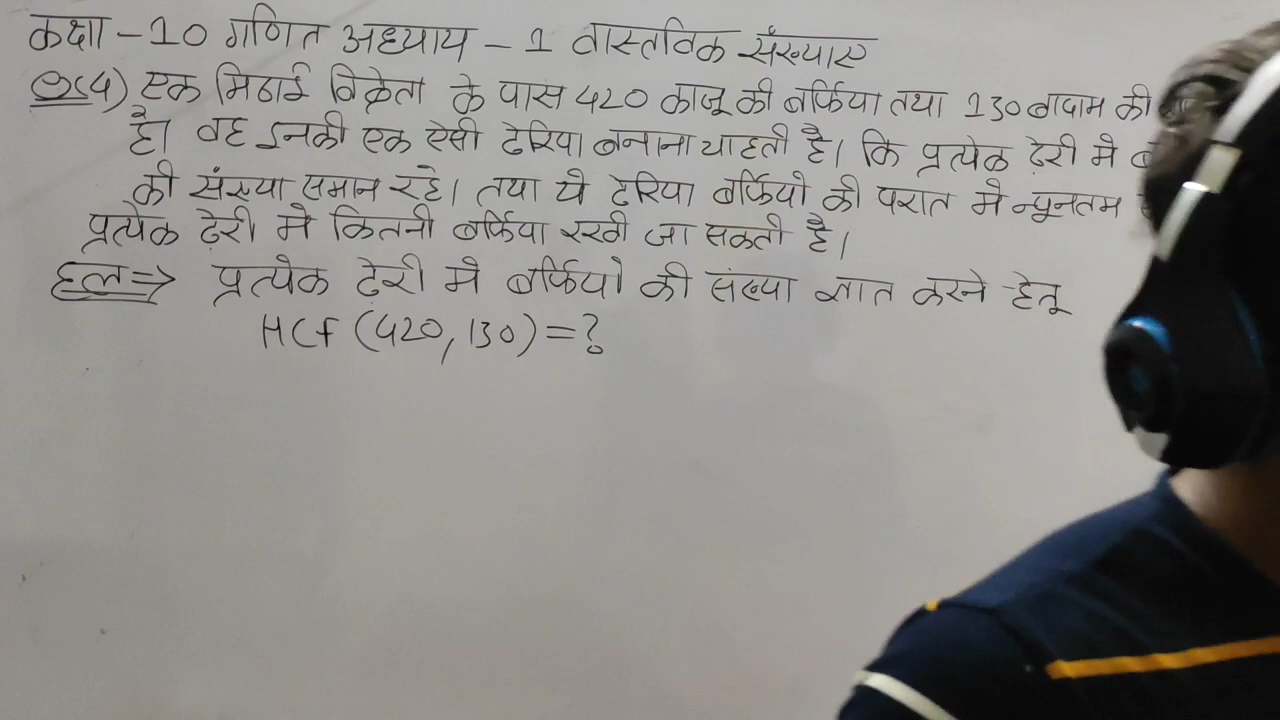 कक्षा - 10 गणित अध्याय - 1 वास्तविक संख्याए
Ex4) एक मिठाई विक्रेता के पास 420 काजू की बर्फिया तथा 130 बादाम की
है। वह इनकी एक ऐसी ढेरिया बनाना चाहती है। कि प्रत्येक ढ़ेरी मे
की संख्या समान रहे। तथा ये ढेरिया बर्फियो की परात मे न्यूनतम
प्रत्येक ढ़ेरी मे कितनी बर्फिया रखी जा सकती है।
हल⇒ प्रत्येक ढ़ेरी मे बर्फियो की संख्या ज्ञात करने हेतू
HCF (420, 130) = ?